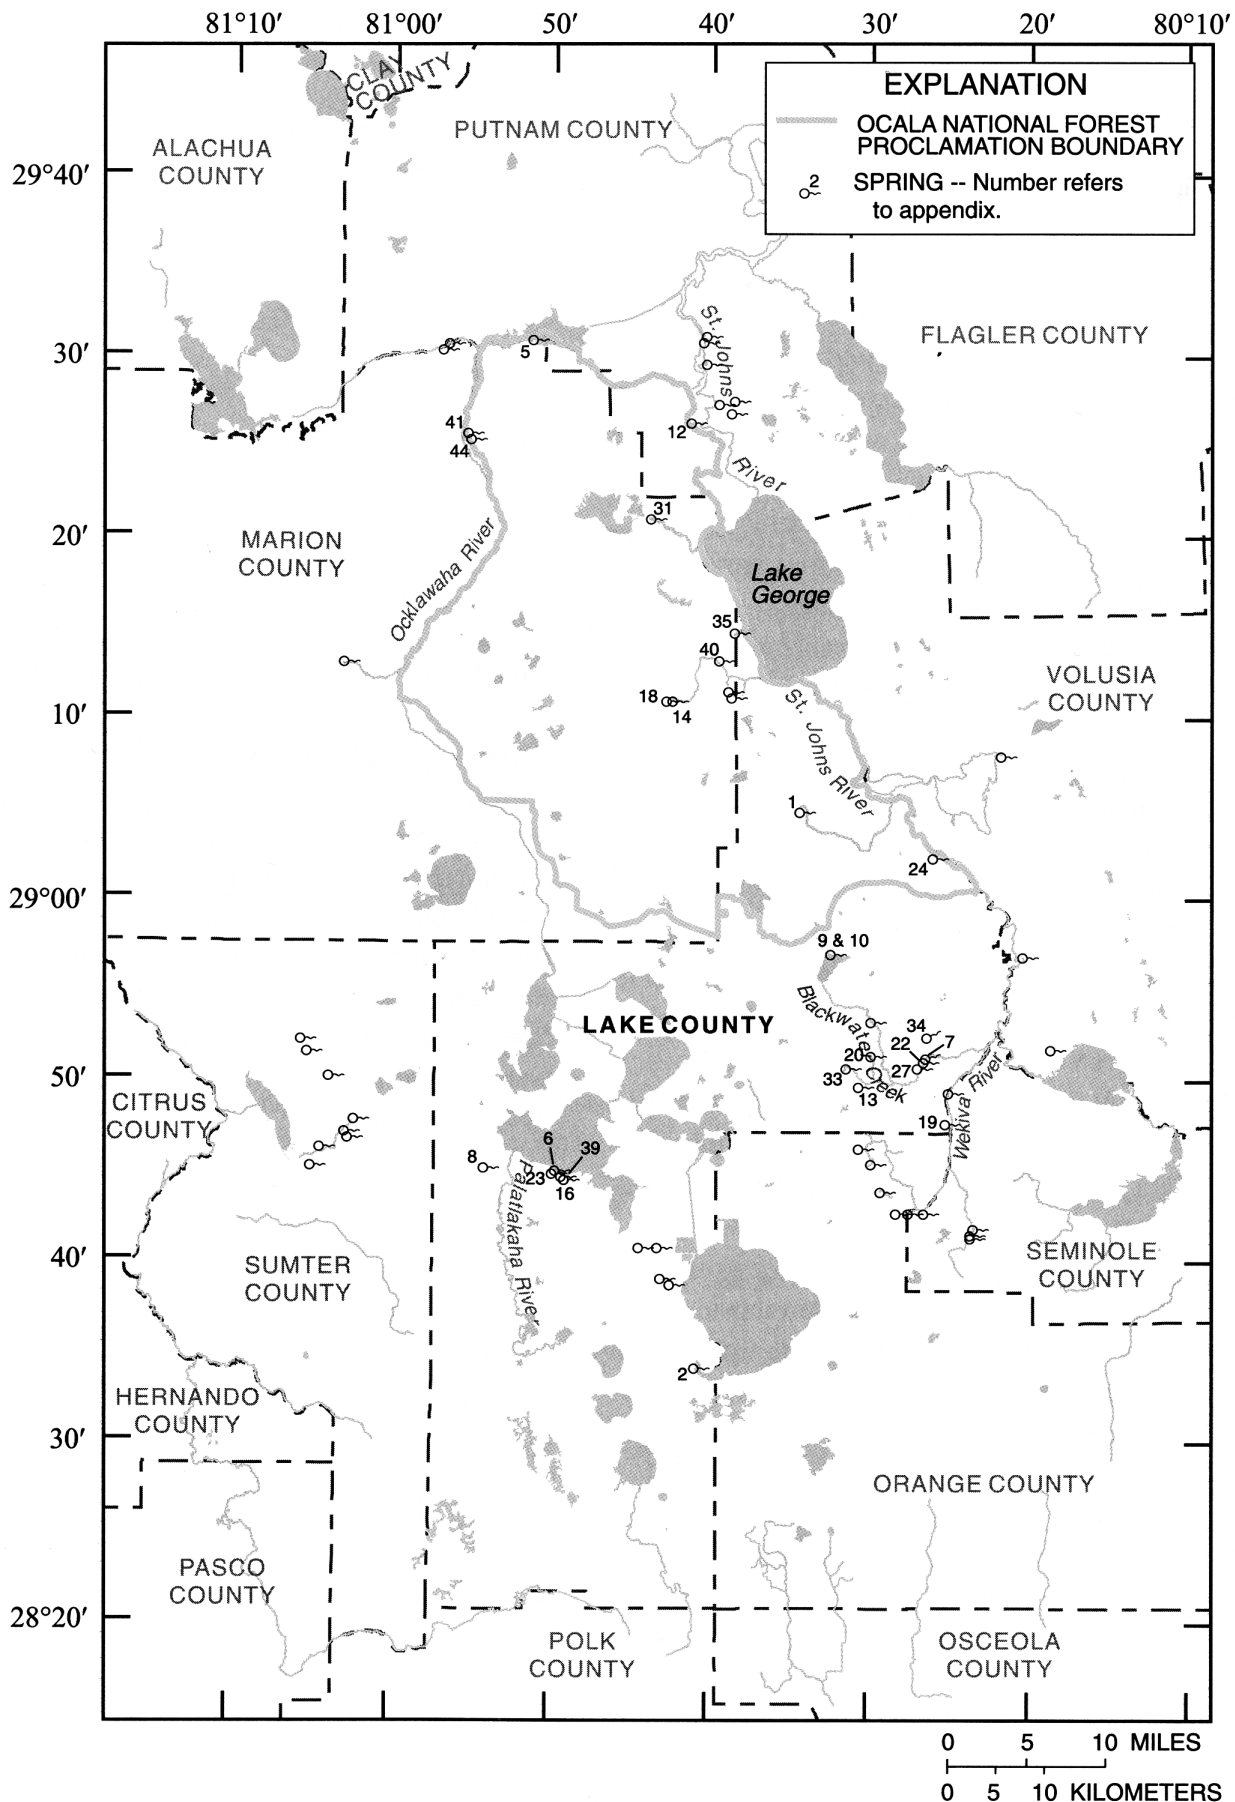 81°10′ 81°00′ 50′ 40′ 30′ 20′ 80°10′
CLAY
COUNTY
EXPLANATION
OCALA NATIONAL FOREST
PROCLAMATION BOUNDARY
2
SPRING -- Number refers
to appendix.
PUTNAM COUNTY
ALACHUA
COUNTY
29°40′
St. Johns
River
FLAGLER COUNTY
30′
5
41
44
12
31
MARION
COUNTY
20′
Ocklawaha River
Lake
George
35
40
18
14
VOLUSIA
COUNTY
10′
St. Johns River
1
24
29°00′
9 & 10
Blackwater
Creek
LAKE COUNTY
34
22
7
20
27
33
13
50′
CITRUS
COUNTY
19
Wekiva River
6
39
8
23
16
Palatlakaha River
40′
SUMTER
COUNTY
SEMINOLE
COUNTY
2
HERNANDO
COUNTY
30′
ORANGE COUNTY
PASCO
COUNTY
28°20′
POLK
COUNTY
OSCEOLA
COUNTY
0 5 10 MILES
0 5 10 KILOMETERS